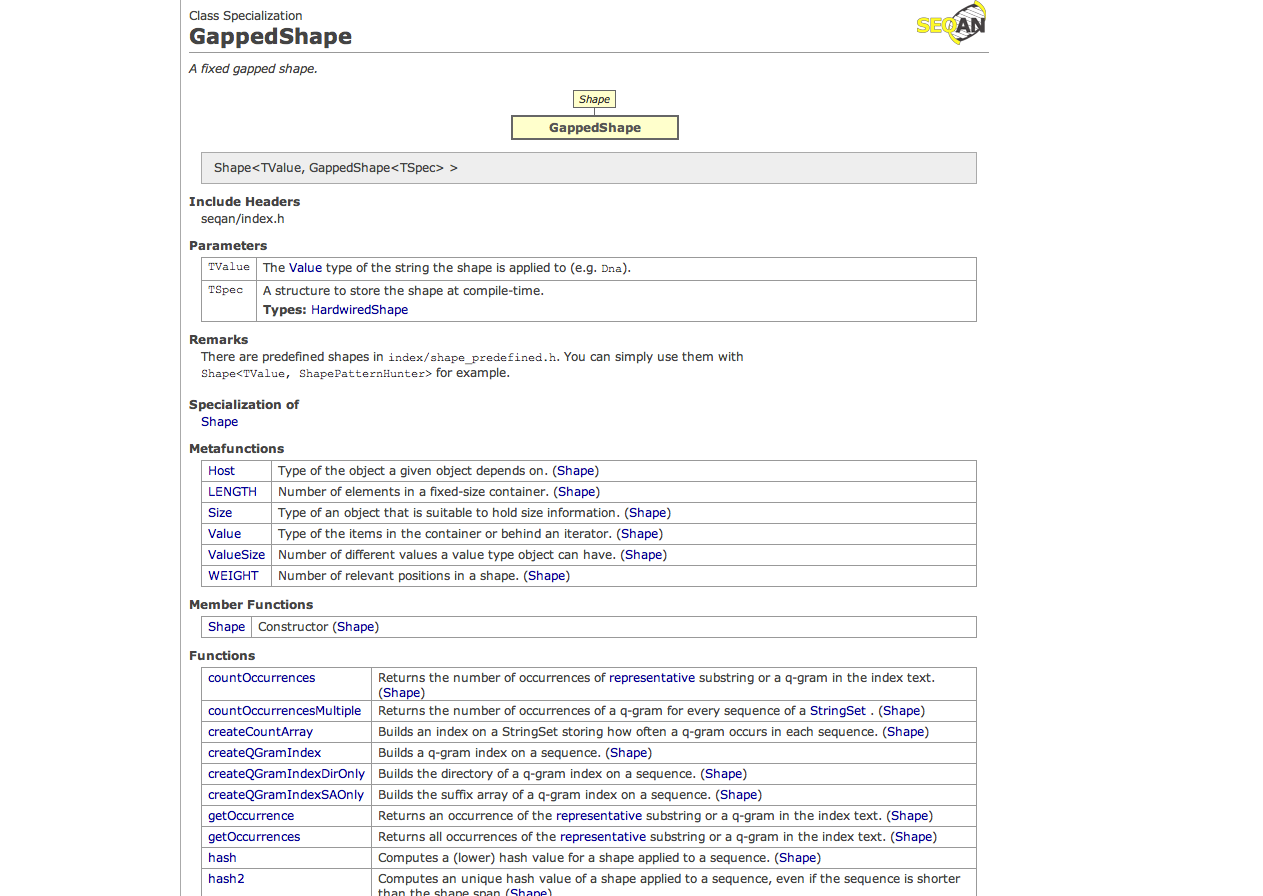 Class Specialization
SEQAN
GappedShape
A fixed gapped shape.
Shape
GappedShape
Shape<TValue, GappedShape<TSpec> >
Include Headers
seqan/index.h
Parameters
TValue The Value type of the string the shape is applied to (e.g. Dna).
TSpec A structure to store the shape at compile-time.
Types: HardwiredShape
Remarks
There are predefined shapes in index/shape_predefined.h. You can simply use them with
Shape<TValue, ShapePatternHunter> for example.
Specialization of
Shape
Metafunctions
Host Type of the object a given object depends on. (Shape)
LENGTH Number of elements in a fixed-size container. (Shape)
Size Type of an object that is suitable to hold size information. (Shape)
Value Type of the items in the container or behind an iterator. (Shape)
ValueSize Number of different values a value type object can have. (Shape)
WEIGHT Number of relevant positions in a shape. (Shape)
Member Functions
Shape Constructor (Shape)
Functions
countOccurrences Returns the number of occurrences of representative substring or a q-gram in the index text.
(Shape)
countOccurrencesMultiple Returns the number of occurrences of a q-gram for every sequence of a StringSet . (Shape)
createCountArray Builds an index on a StringSet storing how often a q-gram occurs in each sequence. (Shape)
createQGramIndex Builds a q-gram index on a sequence. (Shape)
createQGramIndexDirOnly Builds the directory of a q-gram index on a sequence. (Shape)
createQGramIndexSAOnly Builds the suffix array of a q-gram index on a sequence. (Shape)
getOccurrence Returns an occurrence of the representative substring or a q-gram in the index text. (Shape)
getOccurrences Returns all occurrences of the representative substring or a q-gram in the index text. (Shape)
hash Computes a (lower) hash value for a shape applied to a sequence. (Shape)
hash2 Computes an unique hash value of a shape applied to a sequence, even if the sequence is shorter
than the shape span (Shape)